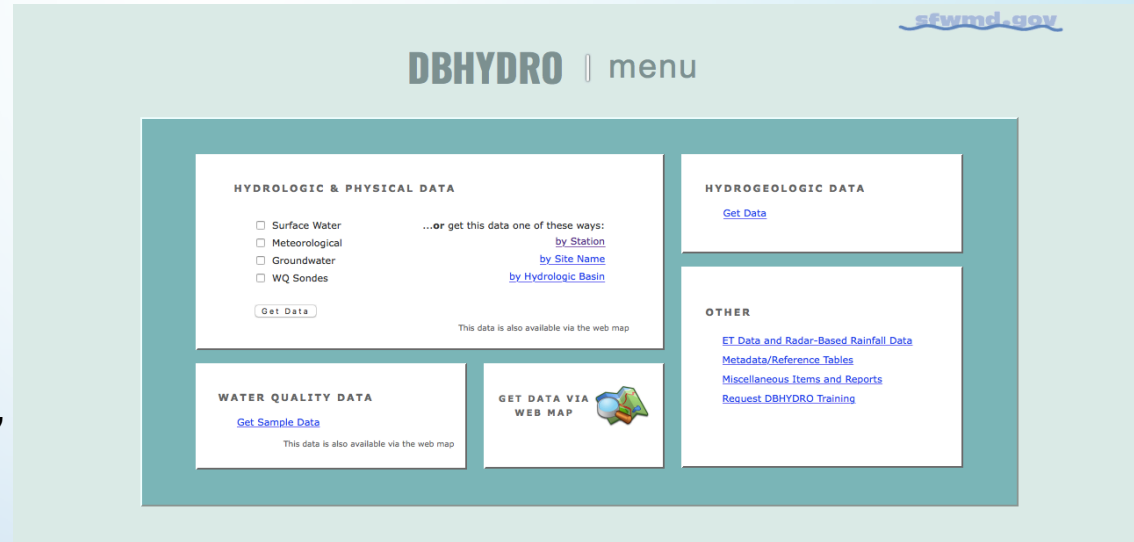 sfwmd.gov
DBHYDRO | menu
HYDROLOGIC & PHYSICAL DATA
Surface Water
Meteorological
Groundwater
WQ Sondes
Get Data
...or get this data one of these ways:
by Station
by Site Name
by Hydrologic Basin
This data is also available via the web map
HYDROGEOLOGIC DATA
Get Data
WATER QUALITY DATA
Get Sample Data
This data is also available via the web map
GET DATA VIA
WEB MAP
OTHER
ET Data and Radar-Based Rainfall Data
Metadata/Reference Tables
Miscellaneous Items and Reports
Request DBHYDRO Training